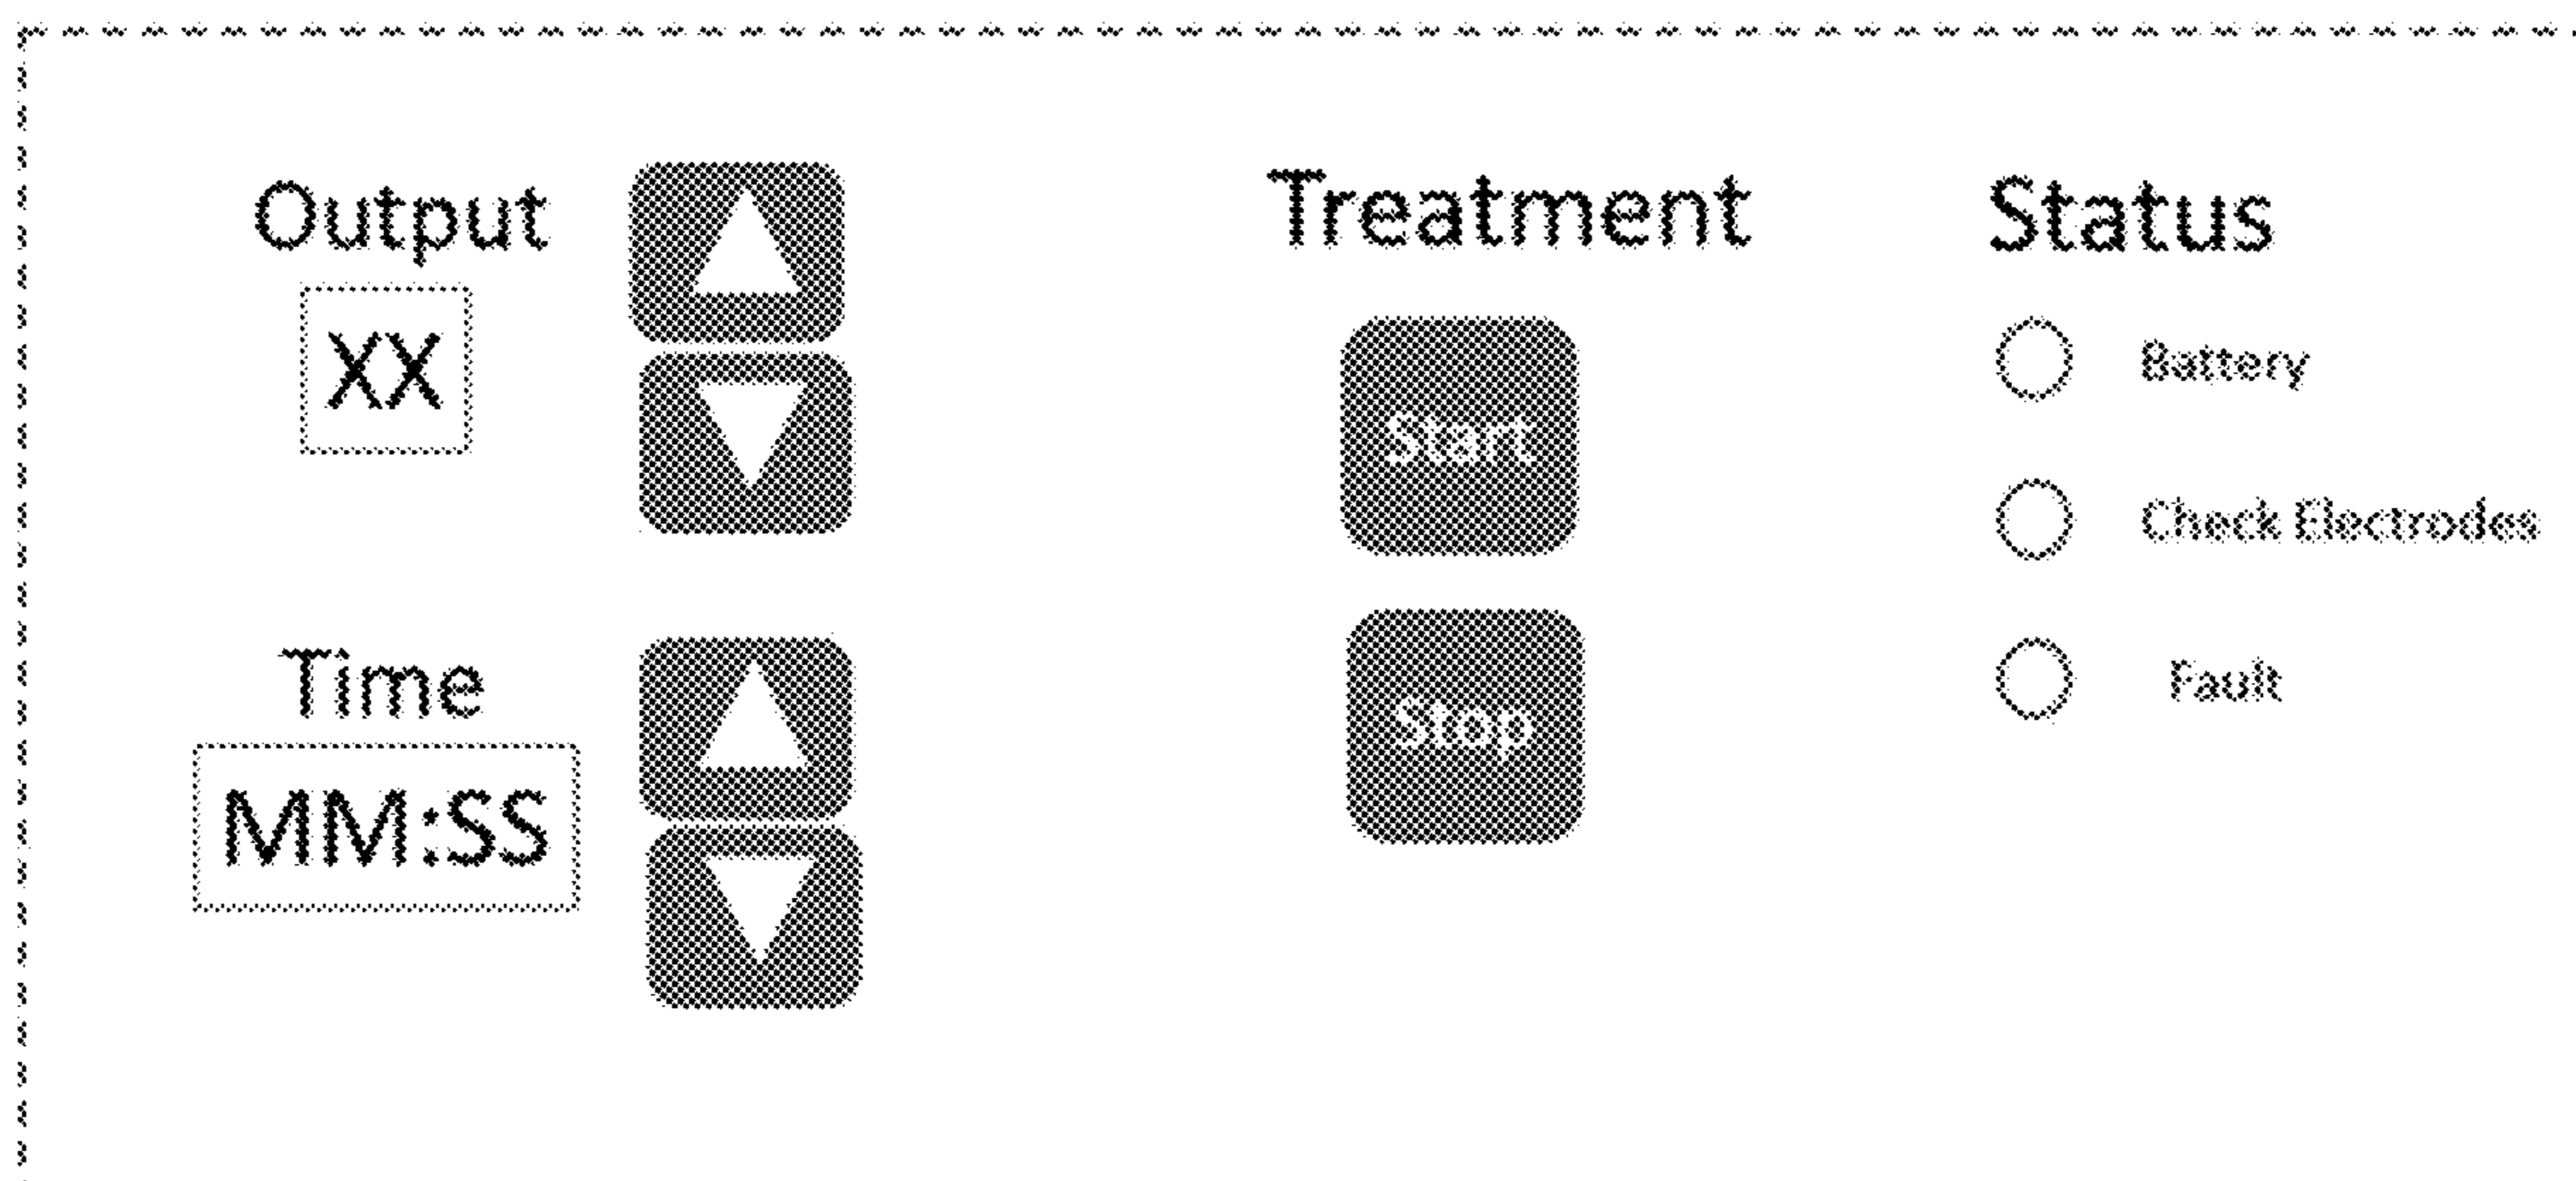 Output
XX
Time
MM:SS
Treatment
Start
Stop
Status
Battery
Check Electrodes
Fault